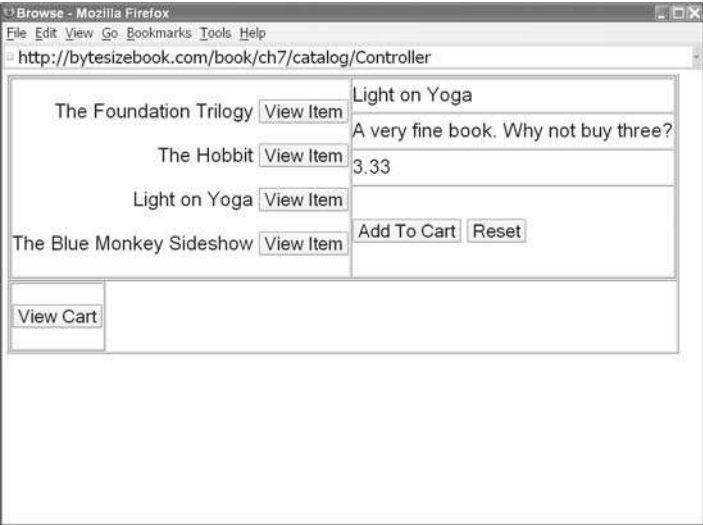 Browse - Mozilla Firefox
File Edit View Go Bookmarks Tools Help
http://bytesizebook.com/book/ch7/catalog/Controller
The Foundation Trilogy View Item
The Hobbit View Item
Light on Yoga View Item
The Blue Monkey Sideshow View Item
Light on Yoga
A very fine book. Why not buy three?
3.33
Add To Cart Reset
View Cart